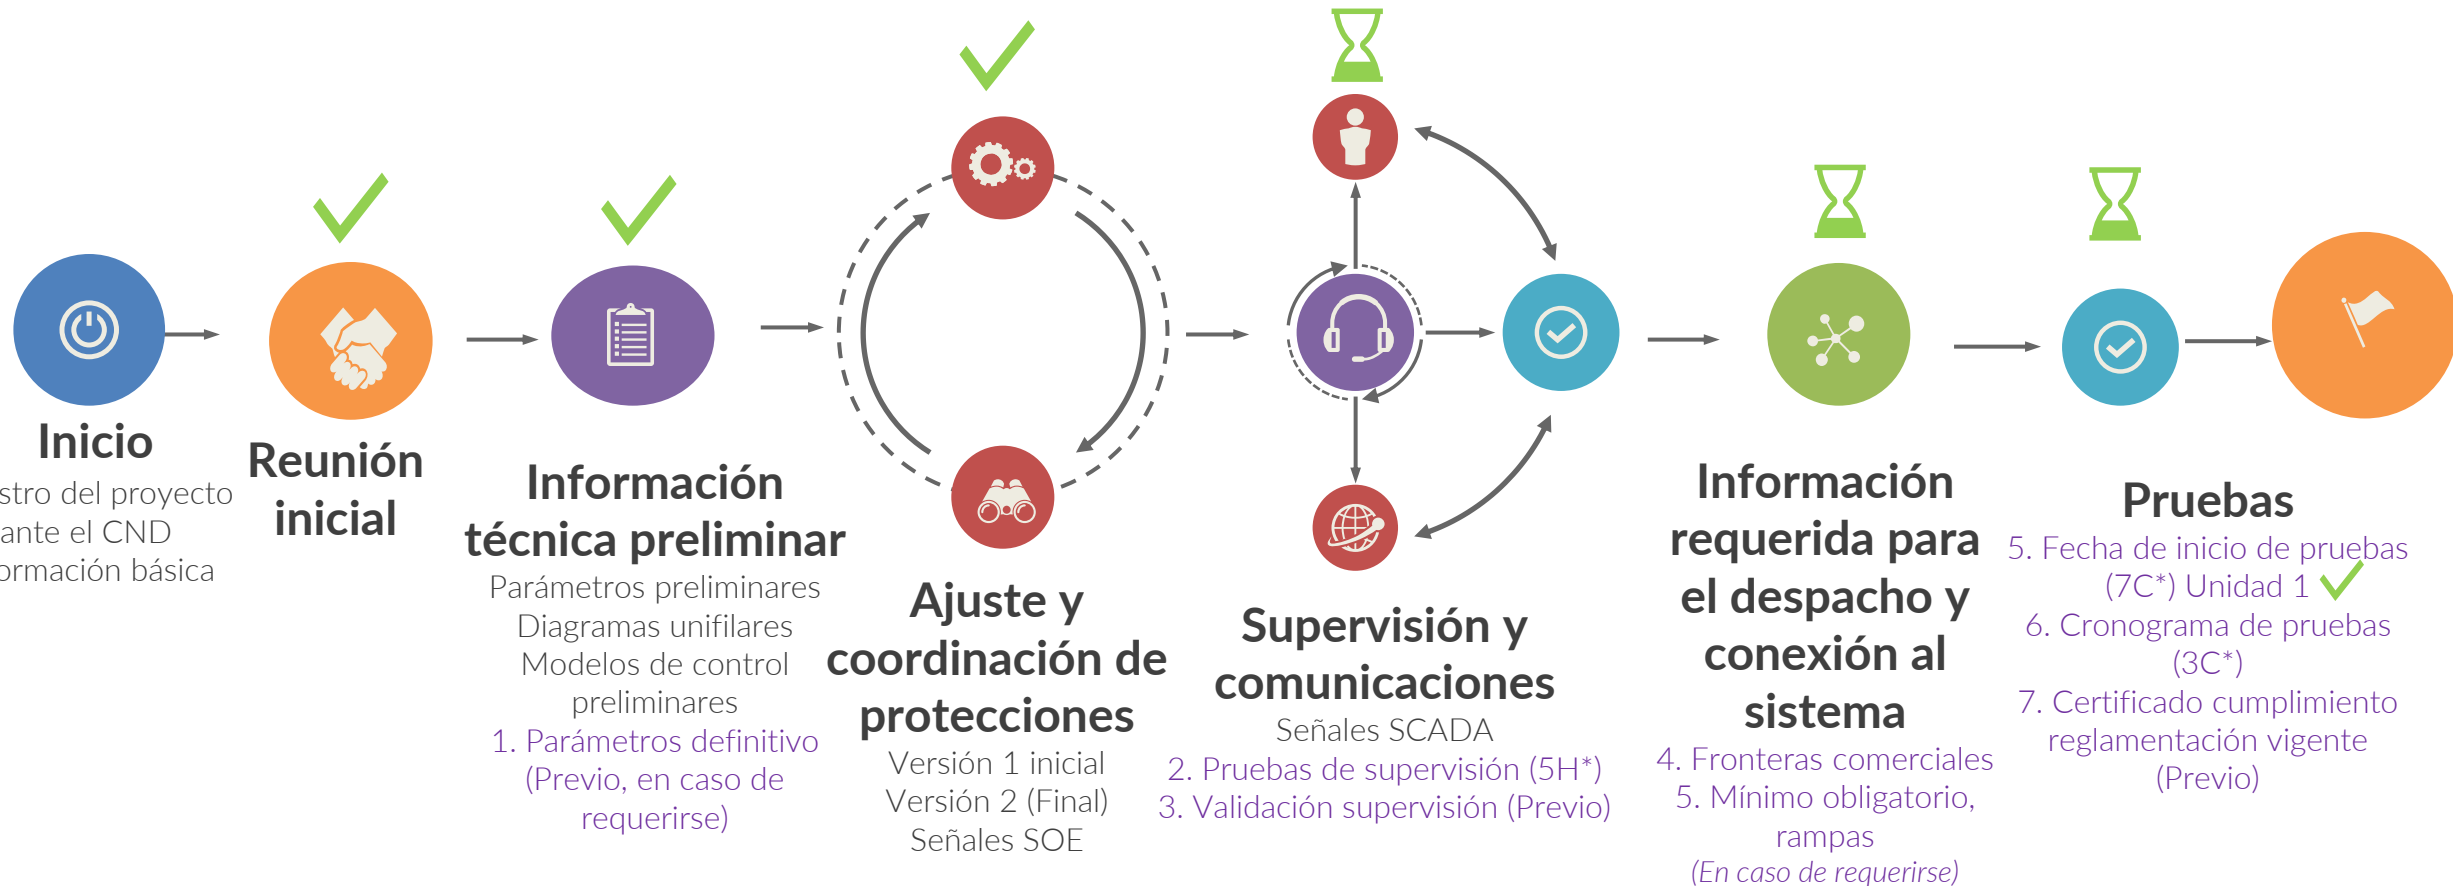 Inicio
stro del proyecto
ante el CND
ormación básica
Reunión
inicial
Información
técnica preliminar
Parámetros preliminares
Diagramas unifilares
Modelos de control
preliminares
1. Parámetros definitivo
(Previo, en caso de
requerirse)
Ajuste y
coordinación de
protecciones
Versión 1 inicial
Versión 2 (Final)
Señales SOE
Supervisión y
comunicaciones
Señales SCADA
2. Pruebas de supervisión (5H*)
3. Validación supervisión (Previo)
Información
requerida para
el despacho y
conexión al
sistema
4. Fronteras comerciales
5. Mínimo obligatorio,
rampas
(En caso de requerirse)
Pruebas
5. Fecha de inicio de pruebas
(7C*) Unidad 1
6. Cronograma de pruebas
(3C*)
7. Certificado cumplimiento
reglamentación vigente
(Previo)